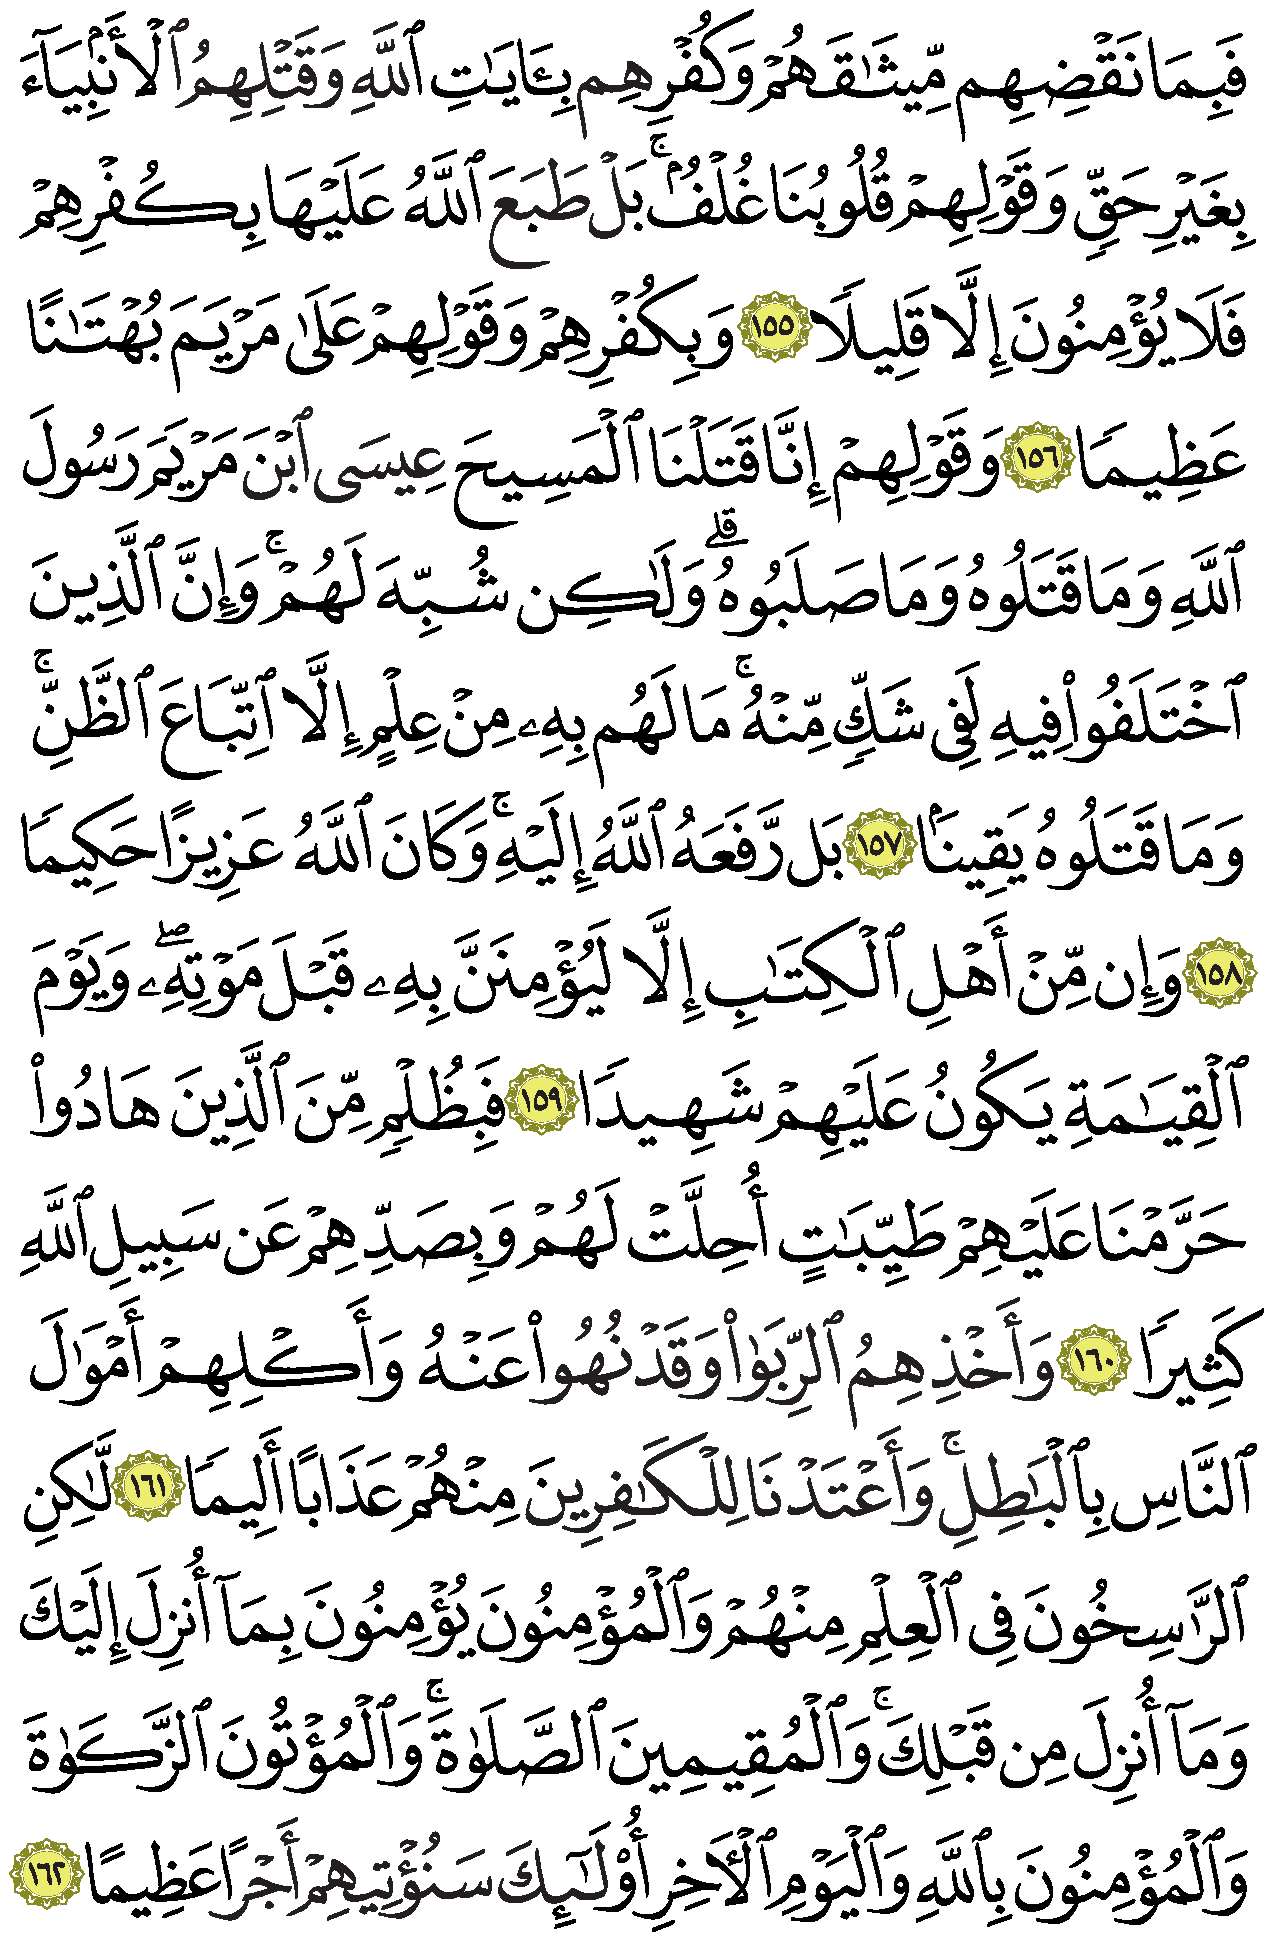 فَبِمَا نَقۡضِهِم مِّيثَٰقَهُمۡ وَكُفۡرِهِم بِـَٔايَٰتِ ٱللَّهِ وَقَتۡلِهِمُ ٱلۡأَنۢبِيَآءَ
بِغَيۡرِ حَقّٖ وَقَوۡلِهِمۡ قُلُوبُنَا غُلۡفُۢۚ بَلۡ طَبَعَ ٱللَّهُ عَلَيۡهَا بِكُفۡرِهِمۡ
فَلَا يُؤۡمِنُونَ إِلَّا قَلِيلٗا ١٥٥ وَبِكُفۡرِهِمۡ وَقَوۡلِهِمۡ عَلَىٰ مَرۡيَمَ بُهۡتَٰنًا
عَظِيمٗا ١٥٦ وَقَوۡلِهِمۡ إِنَّا قَتَلۡنَا ٱلۡمَسِيحَ عِيسَى ٱبۡنَ مَرۡيَمَ رَسُولَ
ٱللَّهِ وَمَا قَتَلُوهُ وَمَا صَلَبُوهُۗ وَلَٰكِن شُبِّهَ لَهُمۡۚ وَإِنَّ ٱلَّذِينَ
ٱخۡتَلَفُواْ فِيهِ لَفِي شَكّٖ مِّنۡهُۚ مَا لَهُم بِهِۦ مِنۡ عِلۡمٍ إِلَّا ٱتِّبَاعَ ٱلظَّنِّۚ
وَمَا قَتَلُوهُ يَقِينَۢا ١٥٧ بَل رَّفَعَهُ ٱللَّهُ إِلَيۡهِۚ وَكَانَ ٱللَّهُ عَزِيزًا حَكِيمٗا
١٥٨ وَإِن مِّنۡ أَهۡلِ ٱلۡكِتَٰبِ إِلَّا لَيُؤۡمِنَنَّ بِهِۦ قَبۡلَ مَوۡتِهِۦۖ وَيَوۡمَ
ٱلۡقِيَٰمَةِ يَكُونُ عَلَيۡهِمۡ شَهِيدٗا ١٥٩ فَبِظُلۡمٖ مِّنَ ٱلَّذِينَ هَادُواْ
حَرَّمۡنَا عَلَيۡهِمۡ طَيِّبَٰتٍ أُحِلَّتۡ لَهُمۡ وَبِصَدِّهِمۡ عَن سَبِيلِ ٱللَّهِ
كَثِيرٗا ١٦٠ وَأَخۡذِهِمُ ٱلرِّبَوٰاْ وَقَدۡ نُهُواْ عَنۡهُ وَأَكۡلِهِمۡ أَمۡوَٰلَ
ٱلنَّاسِ بِٱلۡبَٰطِلِۚ وَأَعۡتَدۡنَا لِلۡكَٰفِرِينَ مِنۡهُمۡ عَذَابًا أَلِيمٗا ١٦١ لَّٰكِنِ
ٱلرَّٰسِخُونَ فِي ٱلۡعِلۡمِ مِنۡهُمۡ وَٱلۡمُؤۡمِنُونَ يُؤۡمِنُونَ بِمَآ أُنزِلَ إِلَيۡكَ
وَمَآ أُنزِلَ مِن قَبۡلِكَۚ وَٱلۡمُقِيمِينَ ٱلصَّلَوٰةَۚ وَٱلۡمُؤۡتُونَ ٱلزَّكَوٰةَ
وَٱلۡمُؤۡمِنُونَ بِٱللَّهِ وَٱلۡيَوۡمِ ٱلۡأٓخِرِ أُوْلَٰٓئِكَ سَنُؤۡتِيهِمۡ أَجۡرًا عَظِيمًا ١٦٢